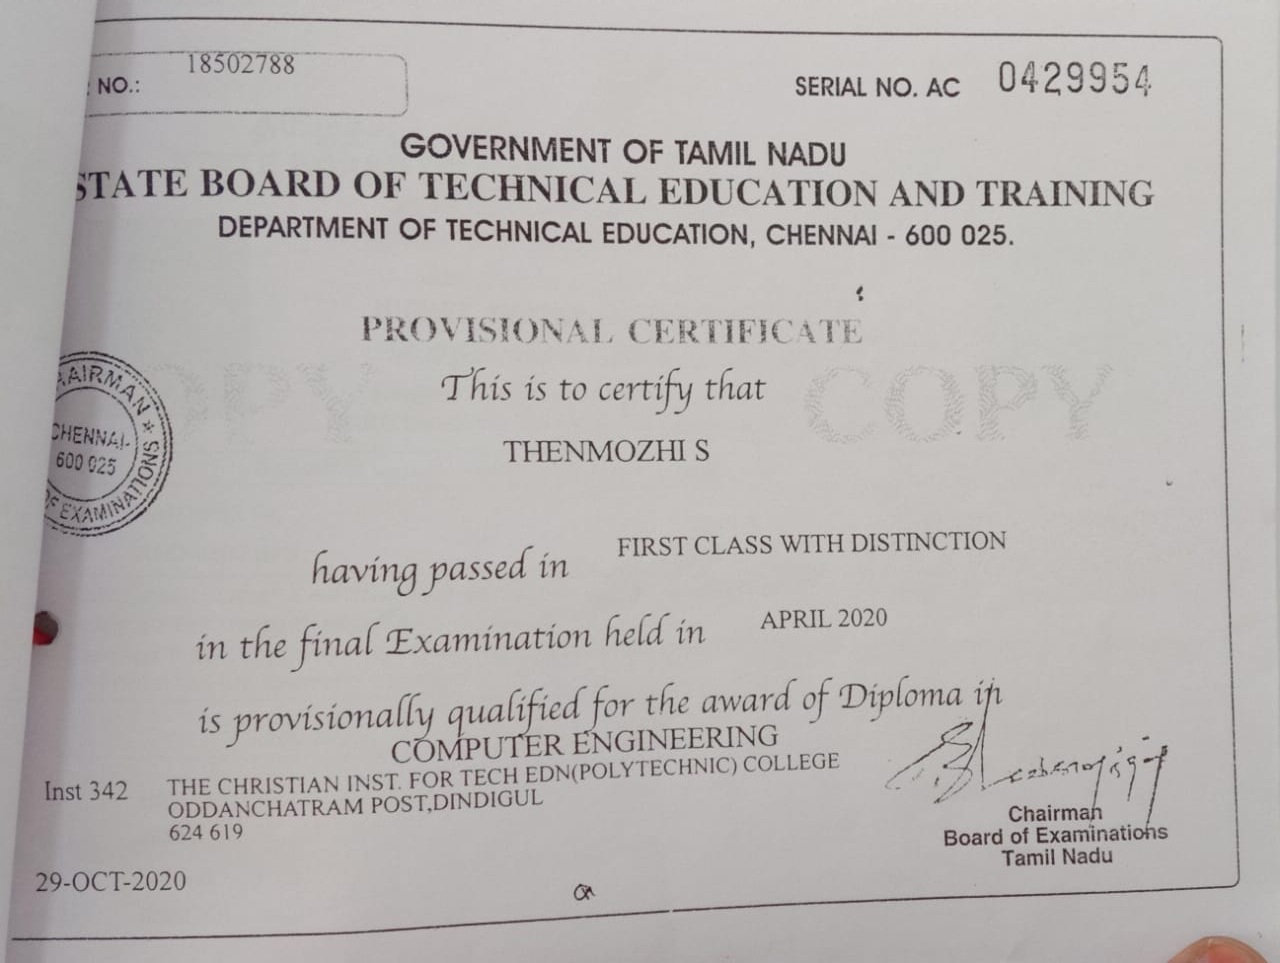 NO.: 18502788
SERIAL NO. AC 0429954
GOVERNMENT OF TAMIL NADU
STATE BOARD OF TECHNICAL EDUCATION AND TRAINING
DEPARTMENT OF TECHNICAL EDUCATION, CHENNAI - 600 025.
PROVISIONAL CERTIFICATE
COPY
This is to certify that
THENMOZHI S
CHENNAI-
600 025
OF EXAMINATIONS
having passed in FIRST CLASS WITH DISTINCTION
in the final Examination held in APRIL 2020
is provisionally qualified for the award of Diploma in
COMPUTER ENGINEERING
Inst 342 THE CHRISTIAN INST. FOR TECH EDN(POLYTECHNIC) COLLEGE
ODDANCHATRAM POST,DINDIGUL
624 619
Chairman
Board of Examinations
Tamil Nadu
29-OCT-2020